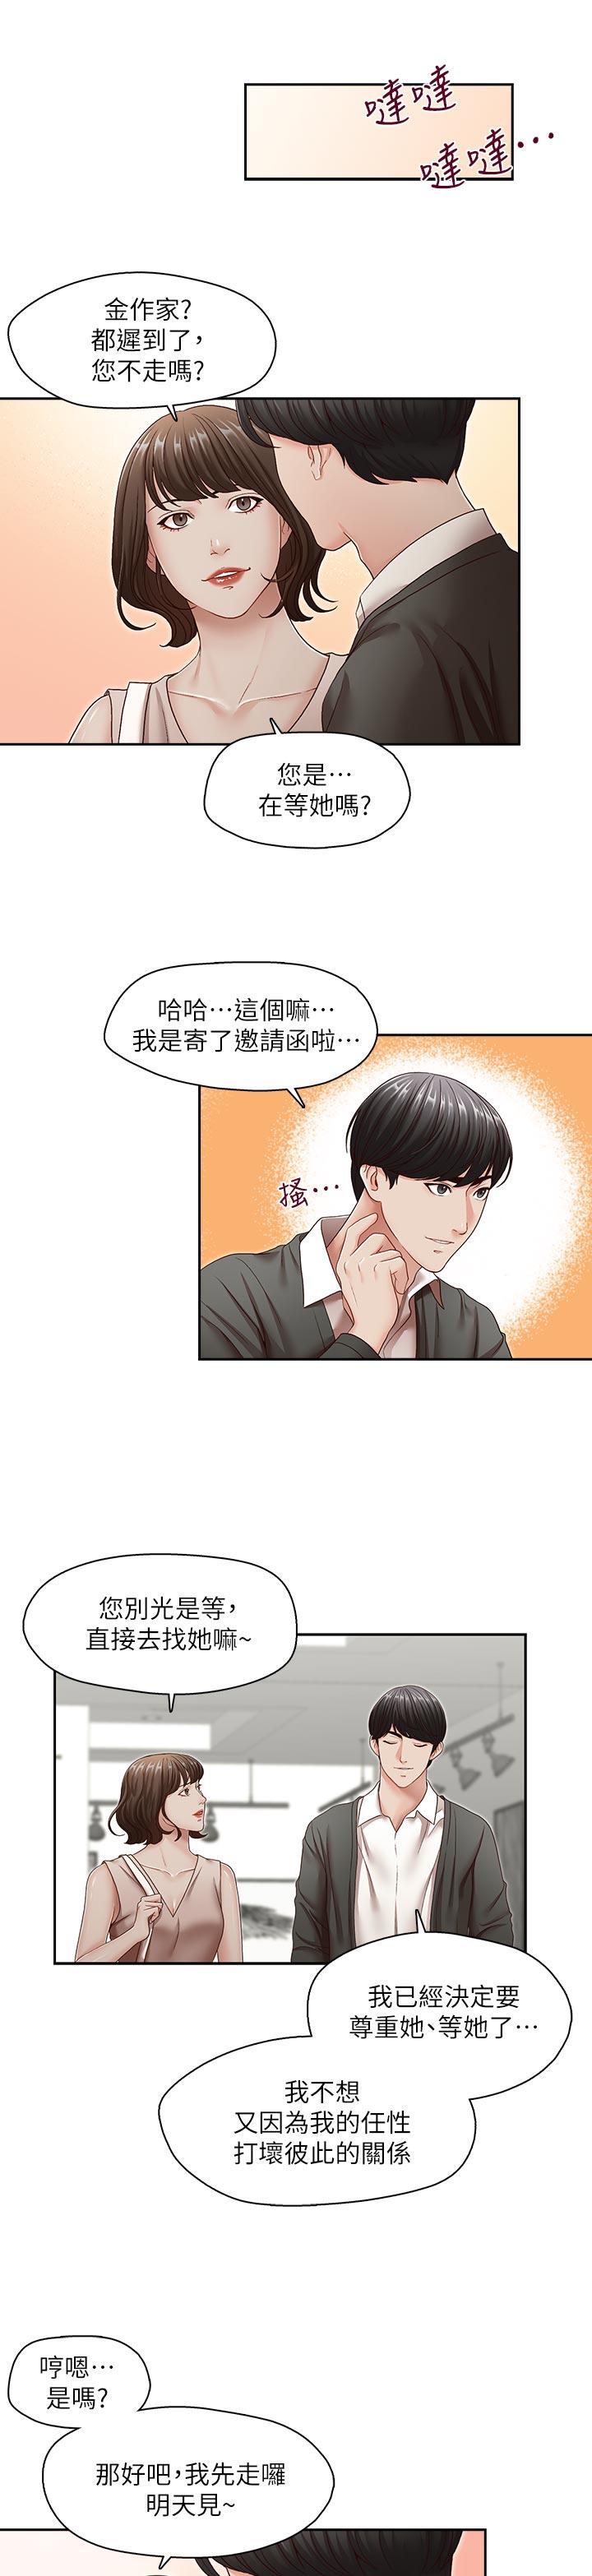 噠噠
噠噠…
金作家?
都遲到了,
您不走嗎?
您是…
在等她嗎?
哈哈…這個嘛…
我是寄了邀請函啦…
搔…
您別光是等,
直接去找她嘛~
我已經決定要
尊重她、等她了…
我不想
又因為我的任性
打壞彼此的關係
哼嗯…
是嗎?
那好吧,我先走囉
明天見~